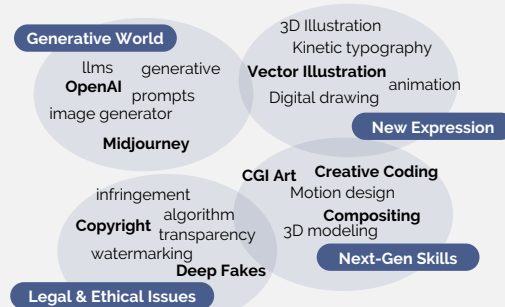 Generative World
llms generative
OpenAI
prompts
image generator
Midjourney
3D Illustration
Kinetic typography
Vector Illustration
animation
Digital drawing
New Expression
infringement
algorithm
Copyright
transparency
watermarking
Deep Fakes
Legal & Ethical Issues
CGI Art Creative Coding
Motion design
Compositing
3D modeling
Next-Gen Skills